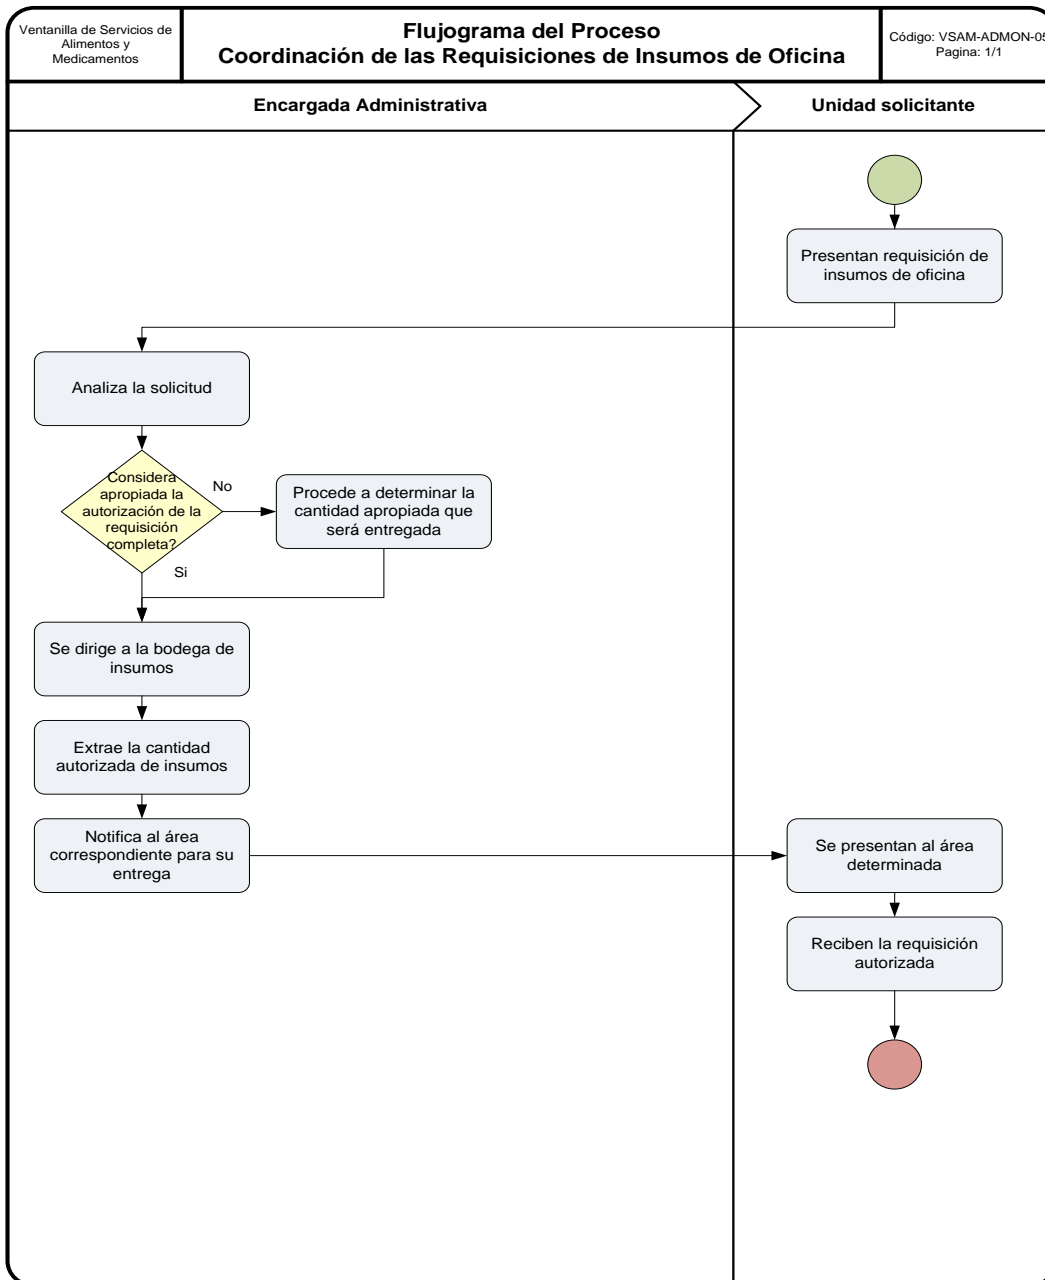 Ventanilla de Servicios de
Alimentos y
Medicamentos
Flujograma del Proceso
Coordinación de las Requisiciones de Insumos de Oficina
Código: VSAM-ADMON-05
Pagina: 1/1
Encargada Administrativa
Unidad solicitante
Presentan requisición de
insumos de oficina
Analiza la solicitud
Considera
apropiada la
autorización de la
requisición
completa?
No
Procede a determinar la
cantidad apropiada que
será entregada
Si
Se dirige a la bodega de
insumos
Extrae la cantidad
autorizada de insumos
Notifica al área
correspondiente para su
entrega
Se presentan al área
determinada
Reciben la requisición
autorizada